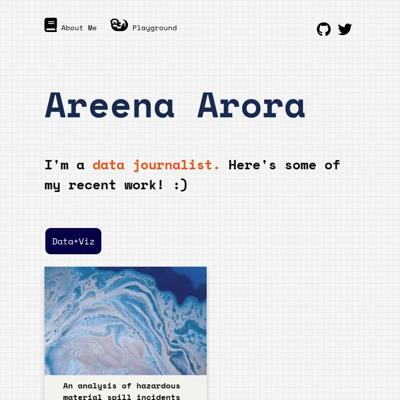 About Me Playground
Areena Arora
I'm a data journalist. Here's some of
my recent work! :)
Data+Viz
An analysis of hazardous
material spill incidents